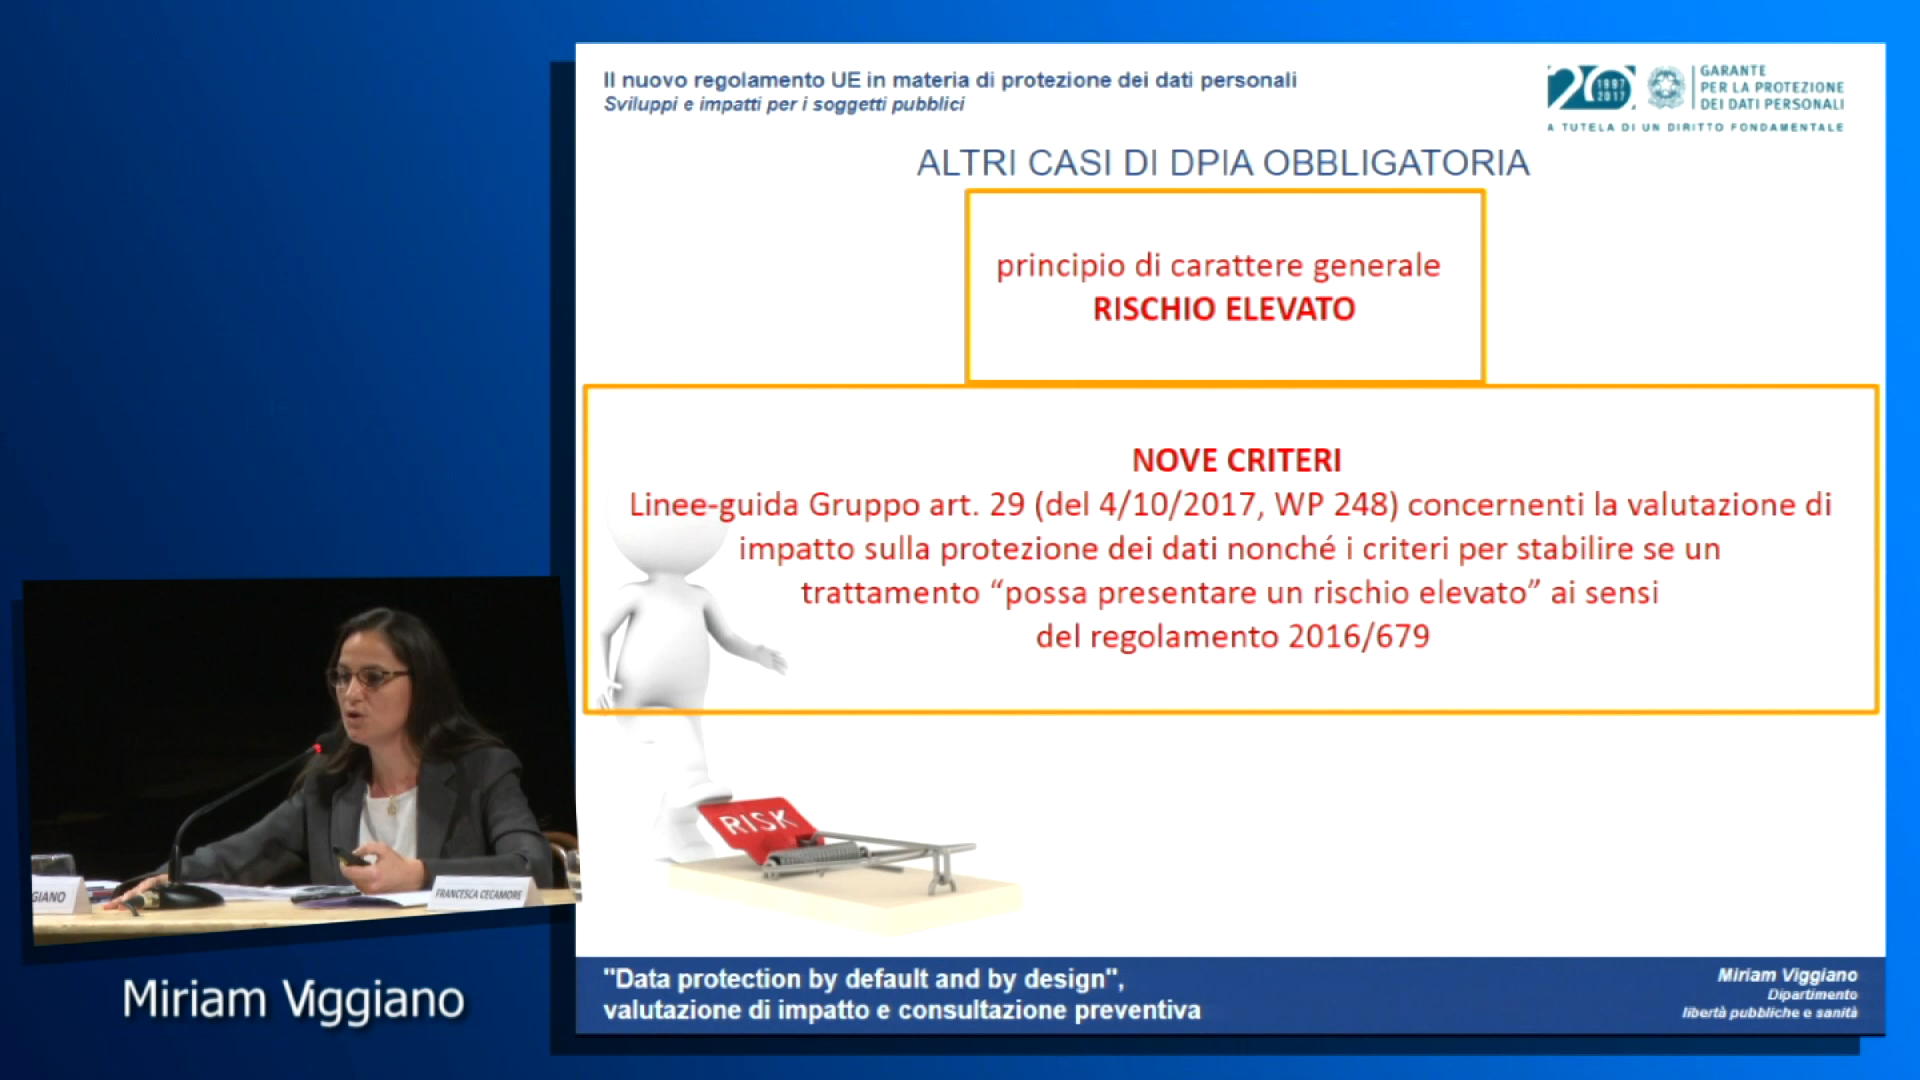 Il nuovo regolamento UE in materia di protezione dei dati personali
Sviluppi e impatti per i soggetti pubblici
20
1997
2017
GARANTE
PER LA PROTEZIONE
DEI DATI PERSONALI
A TUTELA DI UN DIRITTO FONDAMENTALE
ALTRI CASI DI DPIA OBBLIGATORIA
principio di carattere generale
RISCHIO ELEVATO
NOVE CRITERI
Linee-guida Gruppo art. 29 (del 4/10/2017, WP 248) concernenti la valutazione di
impatto sulla protezione dei dati nonché i criteri per stabilire se un
trattamento “possa presentare un rischio elevato” ai sensi
del regolamento 2016/679
RISK
GIANO
FRANCESCA CECAMORE
Miriam Viggiano
"Data protection by default and by design",
valutazione di impatto e consultazione preventiva
Miriam Viggiano
Dipartimento
libertà pubbliche e sanità